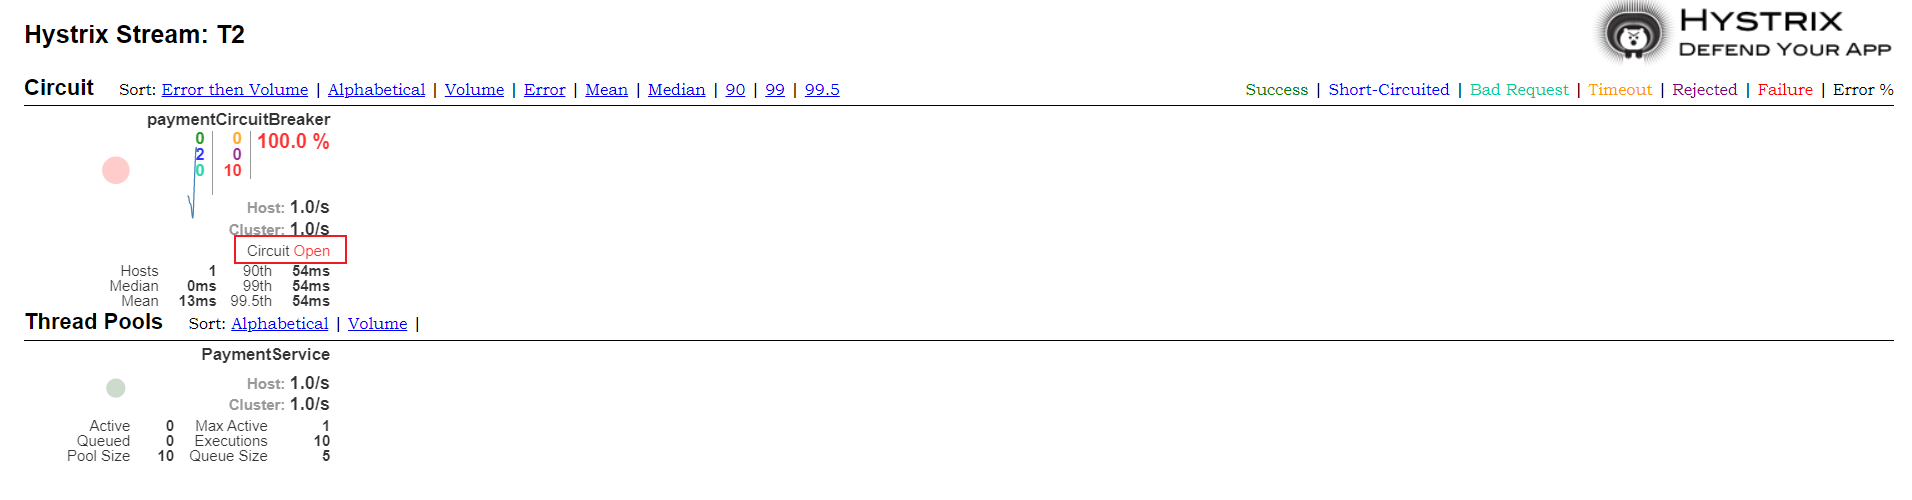 Hystrix Stream: T2
HYSTRIX
DEFEND YOUR APP
Circuit Sort: Error then Volume | Alphabetical | Volume | Error | Mean | Median | 90 | 99 | 99.5
Success | Short-Circuited | Bad Request | Timeout | Rejected | Failure | Error %
paymentCircuitBreaker
0 0 100.0 %
2 0
0 10
Host: 1.0/s
Cluster: 1.0/s
Circuit Open
Hosts 1 90th 54ms
Median 0ms 99th 54ms
Mean 13ms 99.5th 54ms
Thread Pools Sort: Alphabetical | Volume |
PaymentService
Host: 1.0/s
Cluster: 1.0/s
Active 0 Max Active 1
Queued 0 Executions 10
Pool Size 10 Queue Size 5